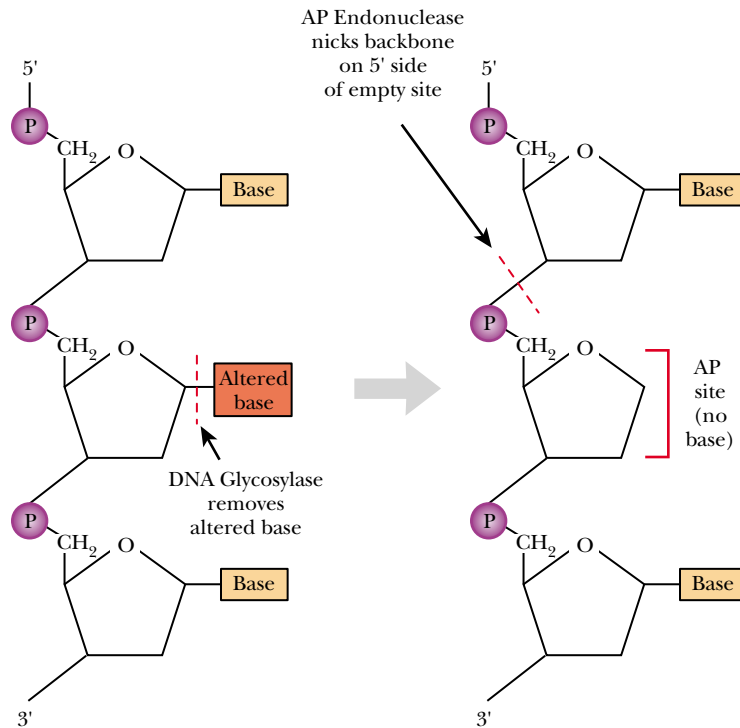 AP Endonuclease
nicks backbone
on 5' side
of empty site
5'
P
CH2
O
Base
P
CH2
O
Altered
base
DNA Glycosylase
removes
altered base
P
CH2
O
Base
3'
5'
P
CH2
O
Base
P
CH2
O
AP
site
(no
base)
P
CH2
O
Base
3'